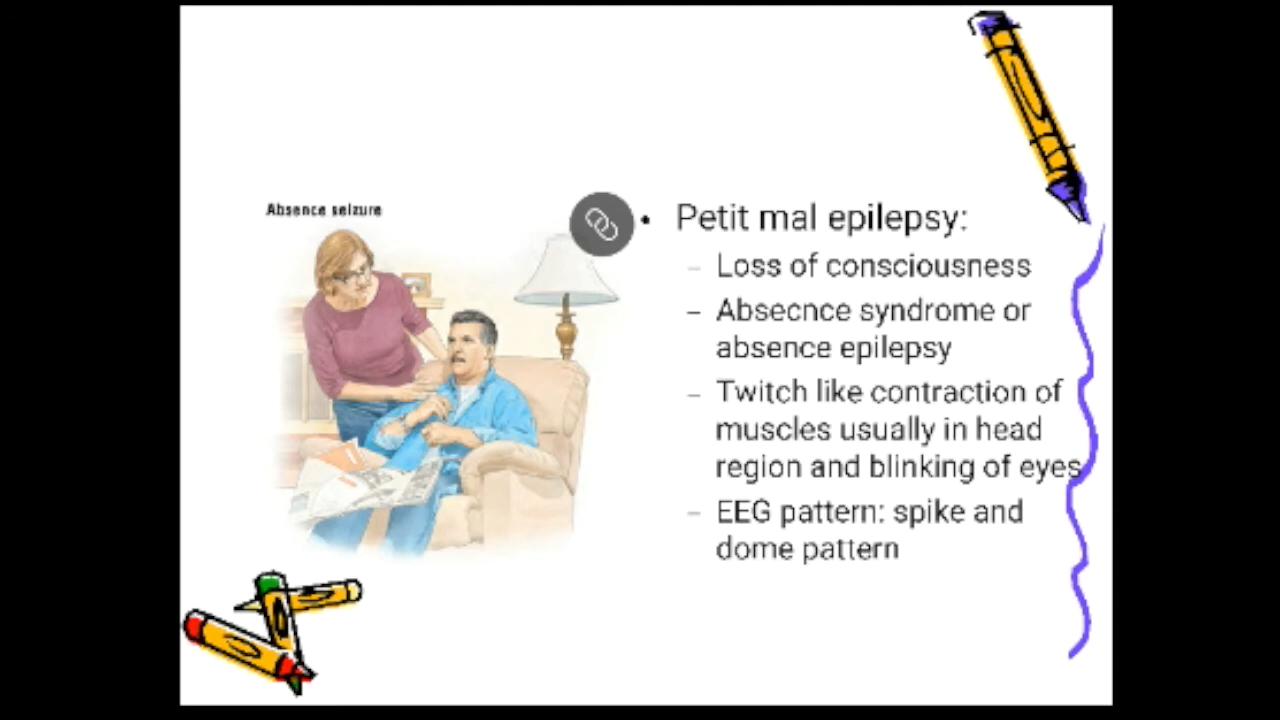 Absence seizure
• Petit mal epilepsy:
– Loss of consciousness
– Absecnce syndrome or
absence epilepsy
– Twitch like contraction of
muscles usually in head
region and blinking of eyes
– EEG pattern: spike and
dome pattern